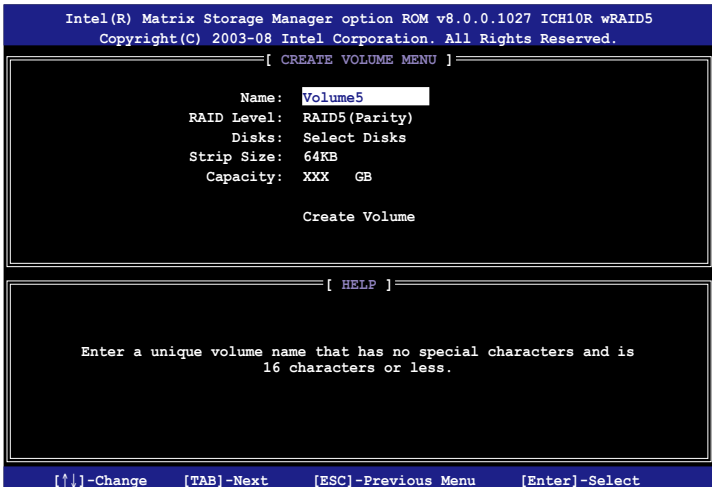 Intel(R) Matrix Storage Manager option ROM v8.0.0.1027 ICH10R wRAID5
Copyright(C) 2003-08 Intel Corporation. All Rights Reserved.
[ CREATE VOLUME MENU ]
Name: Volume5
RAID Level: RAID5(Parity)
Disks: Select Disks
Strip Size: 64KB
Capacity: XXX GB
Create Volume
[ HELP ]
Enter a unique volume name that has no special characters and is
16 characters or less.
[↑↓]-Change [TAB]-Next [ESC]-Previous Menu [Enter]-Select